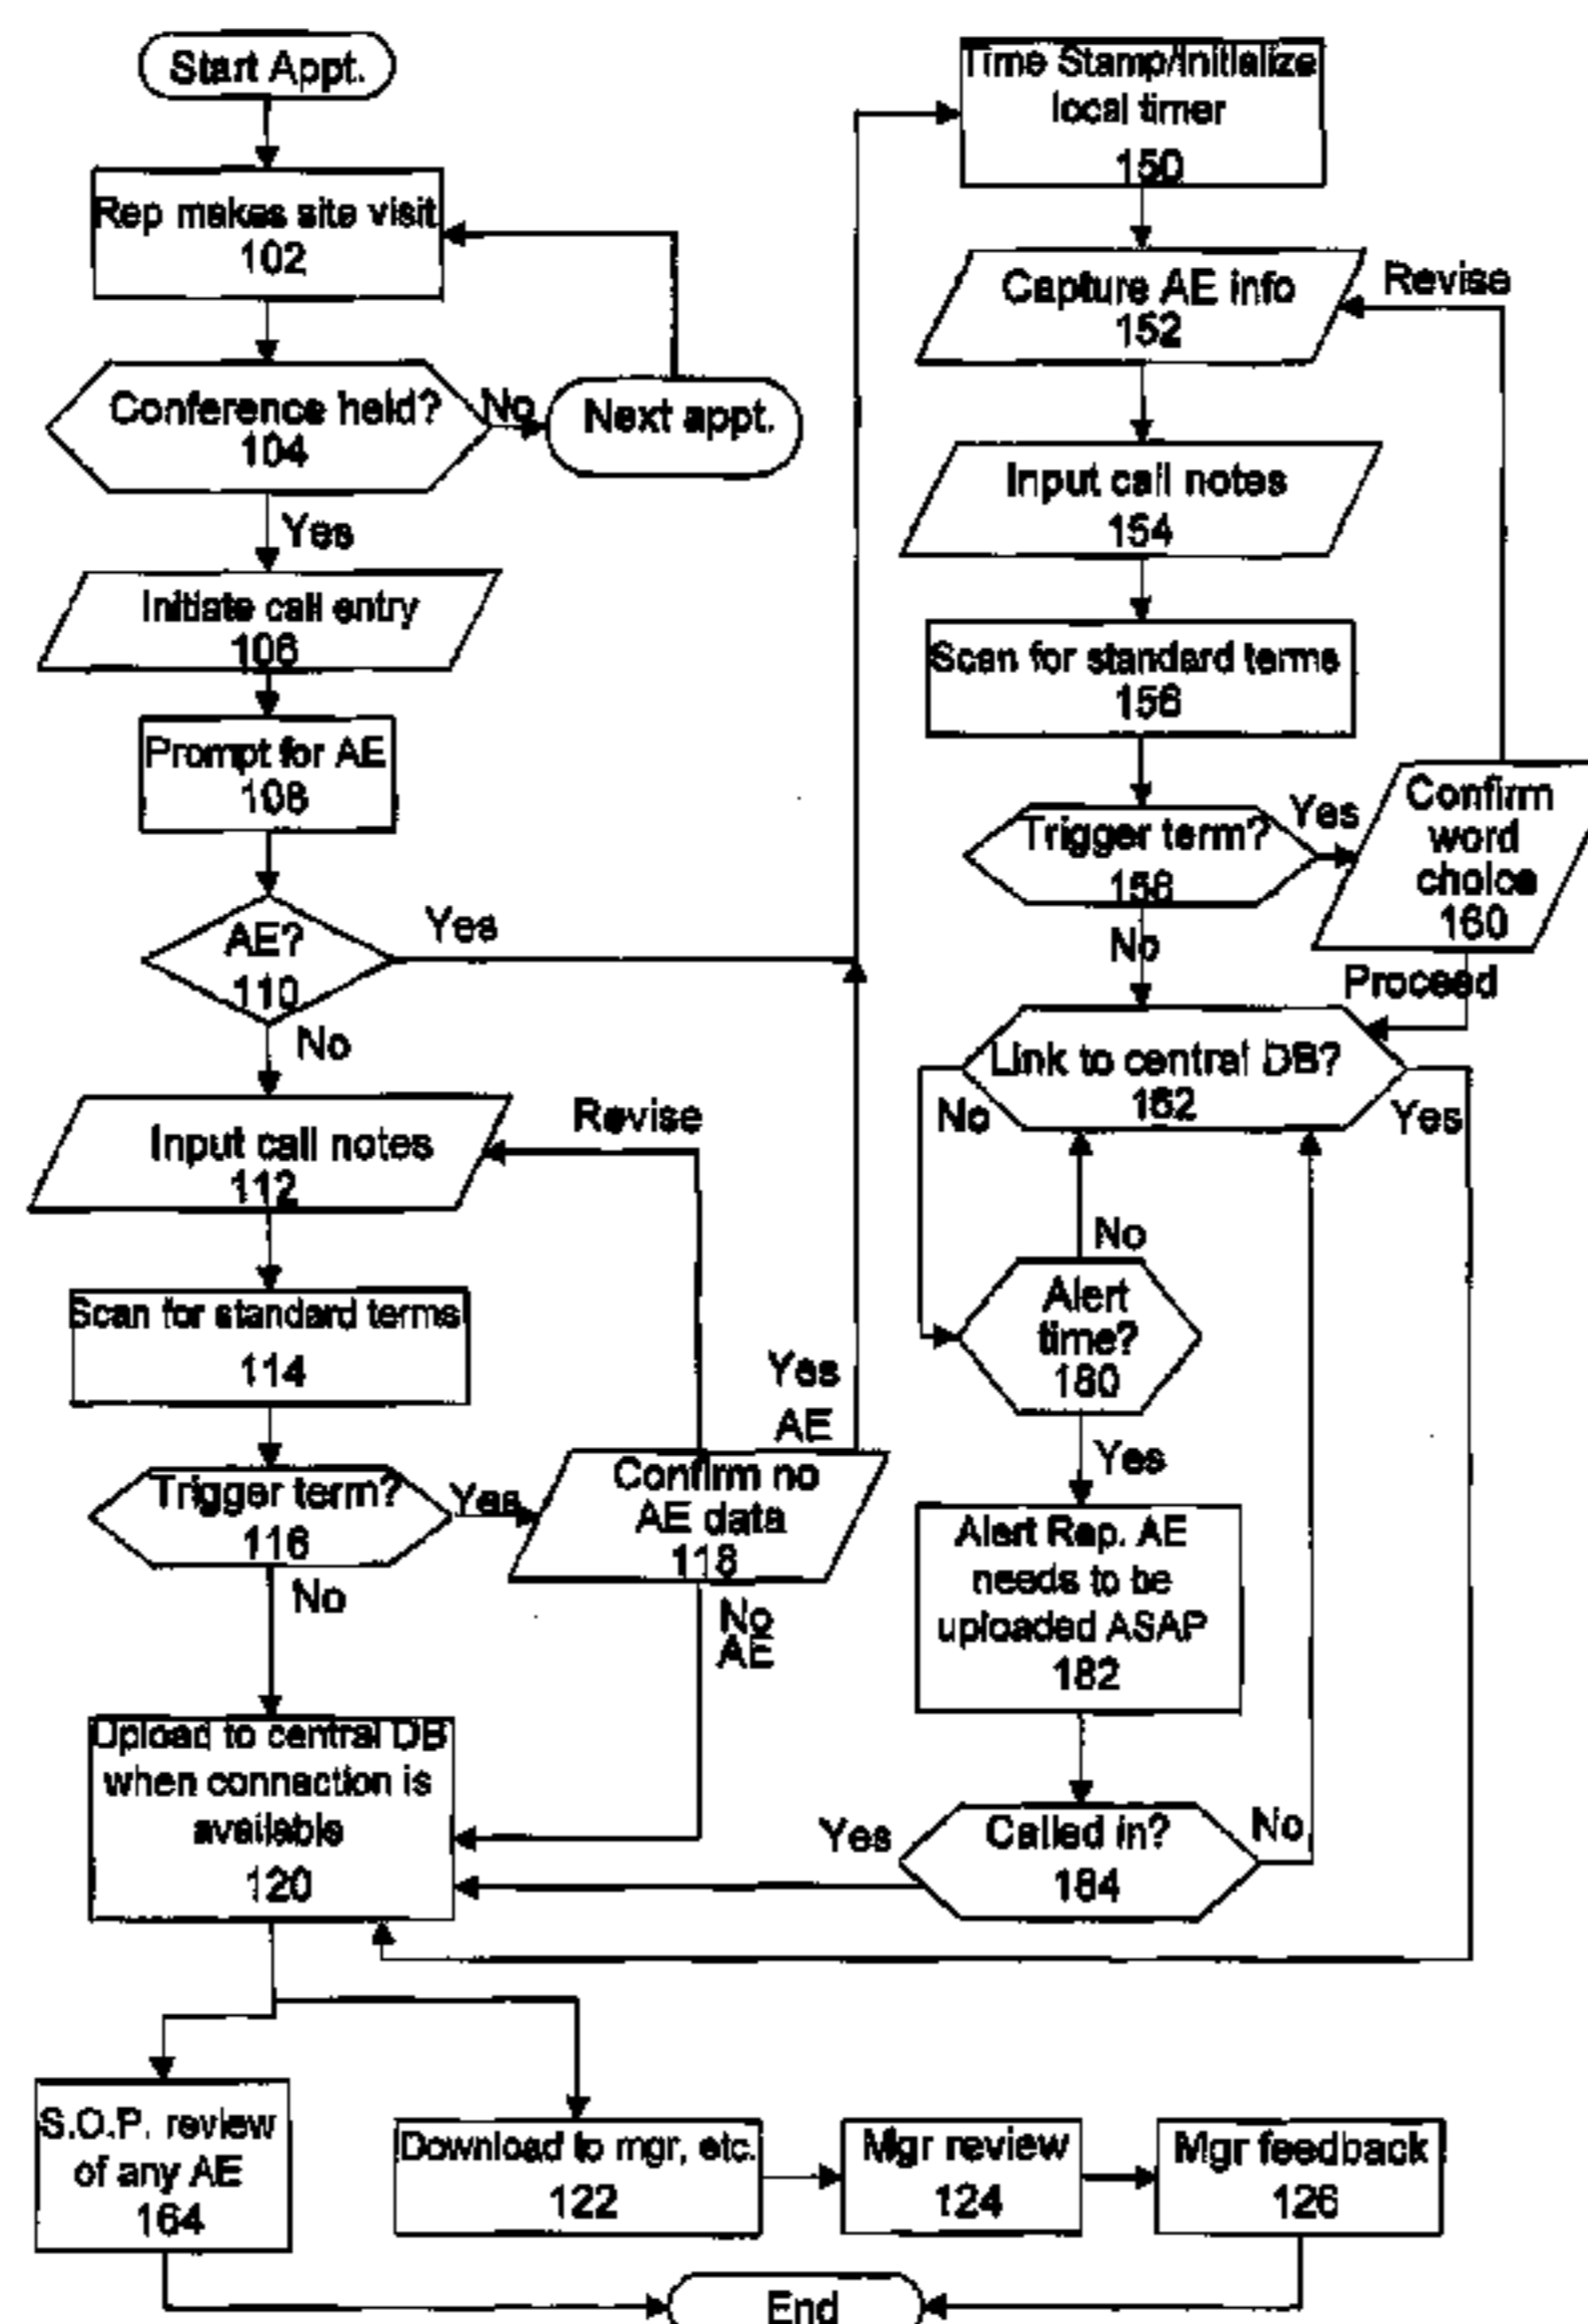 Start Appt.
Rep makes site visit
102
Conference held?
104
No
Next appt.
Yes
Initiate call entry
106
Prompt for AE
108
AE?
110
Yes
No
Input call notes
112
Revise
Scan for standard terms
114
Trigger term?
116
Yes
No
Confirm no
AE data
118
Yes
AE
No
AE
Upload to central DB
when connection is
available
120
Time Stamp/Initialize
local timer
150
Capture AE info
152
Revise
Input call notes
154
Scan for standard terms
156
Trigger term?
158
Yes
No
Confirm
word
choice
160
Proceed
Link to central DB?
162
No
Yes
No
Alert
time?
180
Yes
Alert Rep. AE
needs to be
uploaded ASAP
182
Called in?
184
Yes
No
S.O.P. review
of any AE
164
Download to mgr, etc.
122
Mgr review
124
Mgr feedback
126
End